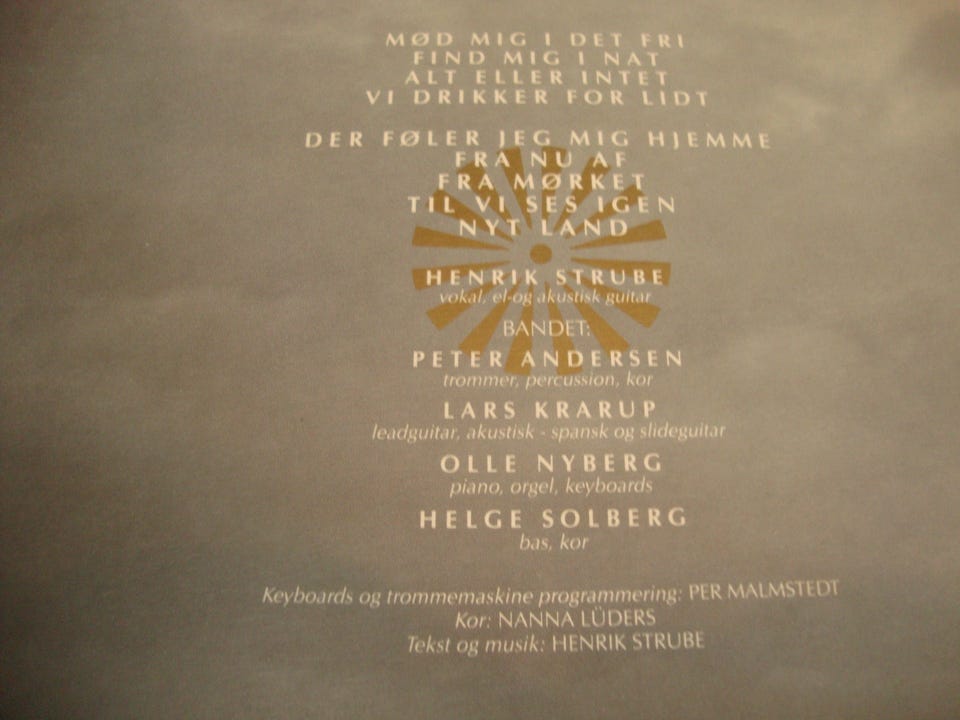 MØD MIG I DET FRI
FIND MIG I NAT
ALT ELLER INTET
VI DRIKKER FOR LIDT
DER FØLER JEG MIG HJEMME
FRA NU AF
FRA MØRKET
TIL VI SES IGEN
NYT LAND
HENRIK STRUBE
vokal, el-og akustisk guitar
BANDET:
PETER ANDERSEN
trommer, percussion, kor
LARS KRARUP
leadguitar, akustisk - spansk og slideguitar
OLLE NYBERG
piano, orgel, keyboards
HELGE SOLBERG
bas, kor
Keyboards og trommemaskine programmering: PER MALMSTEDT
Kor: NANNA LÜDERS
Tekst og musik: HENRIK STRUBE